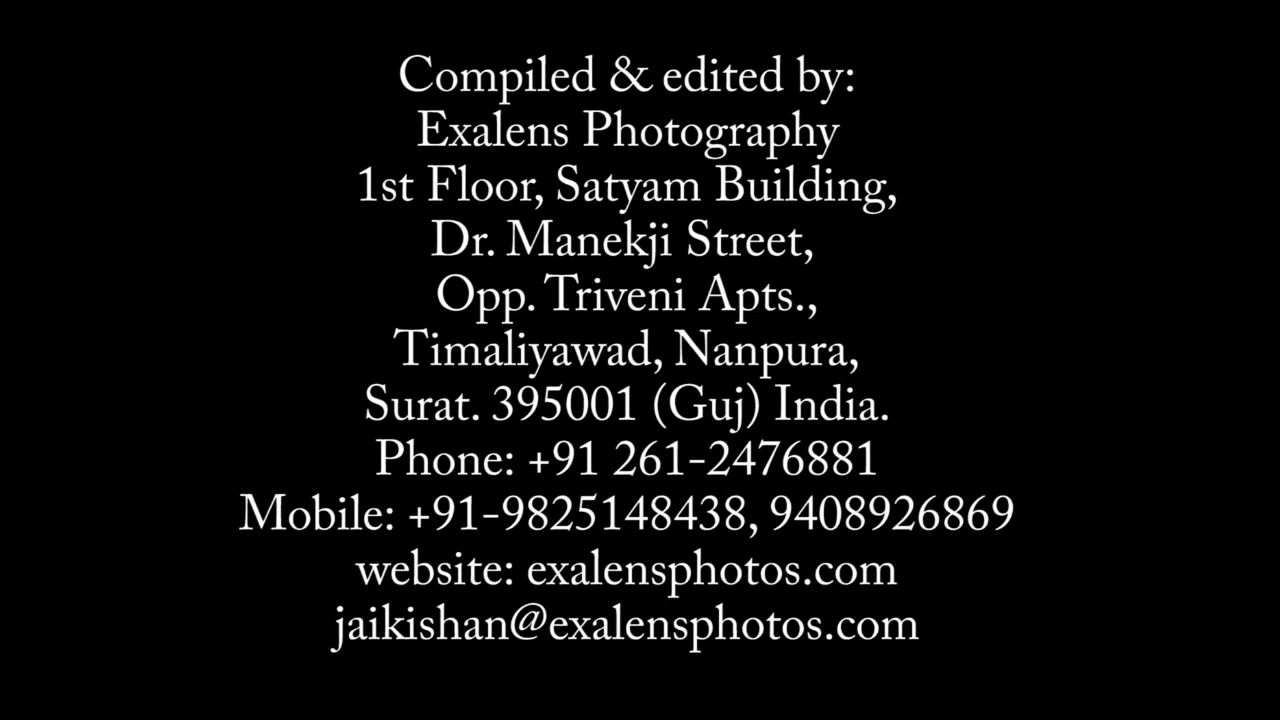 Compiled & edited by:
Exalens Photography
1st Floor, Satyam Building,
Dr. Manekji Street,
Opp. Triveni Apts.,
Timaliyawad, Nanpura,
Surat. 395001 (Guj) India.
Phone: +91 261-2476881
Mobile: +91-9825148438, 9408926869
website: exalensphotos.com
jaikishan@exalensphotos.com